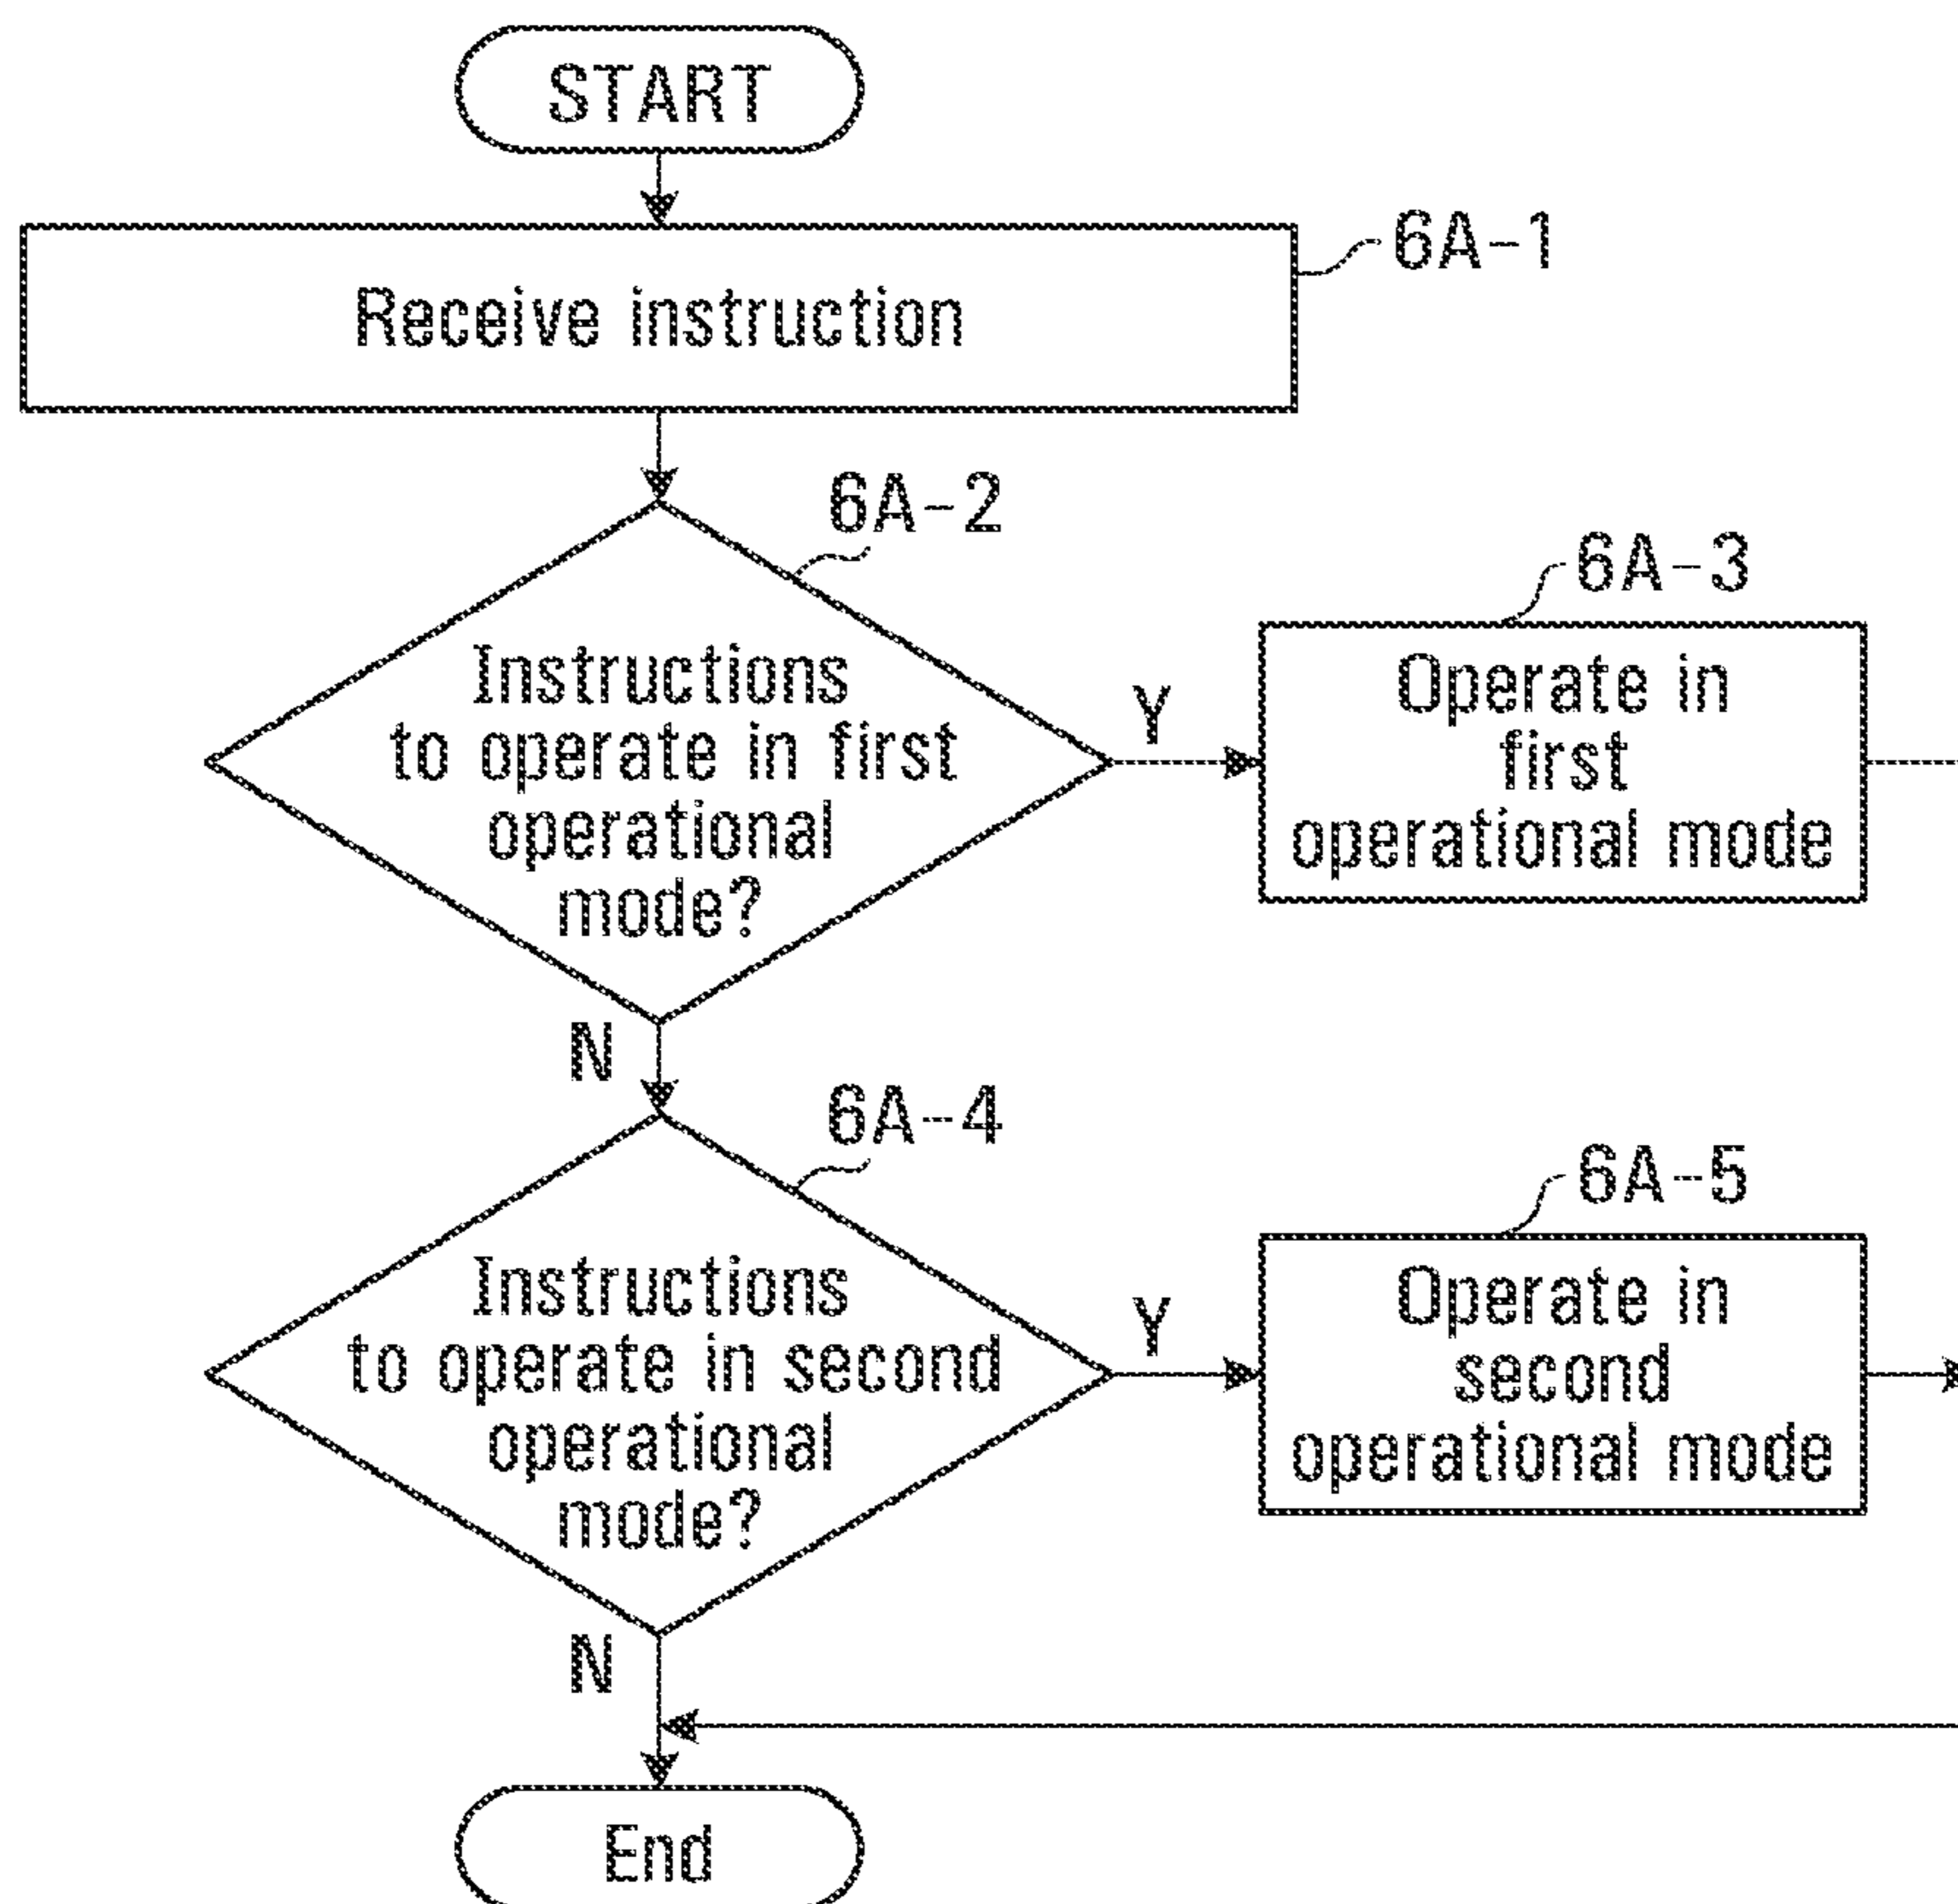 START
6A-1
Receive instruction
6A-2
Instructions
to operate in first
operational
mode?
Y
6A-3
Operate in
first
operational mode
N
6A-4
Instructions
to operate in second
operational
mode?
Y
6A-5
Operate in
second
operational mode
N
End